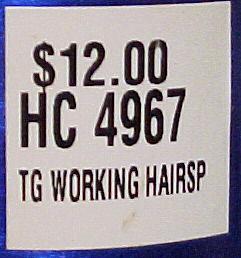 $12.00
HC 4967
TG WORKING HAIRSP